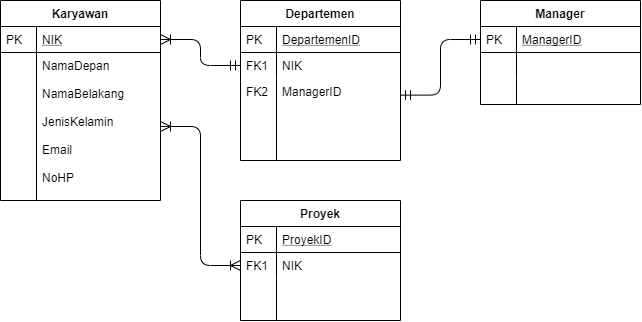 Karyawan
PK NIK
NamaDepan
NamaBelakang
JenisKelamin
Email
NoHP
Departemen
PK DepartemenID
FK1 NIK
FK2 ManagerID
Manager
PK ManagerID
Proyek
PK ProyekID
FK1 NIK